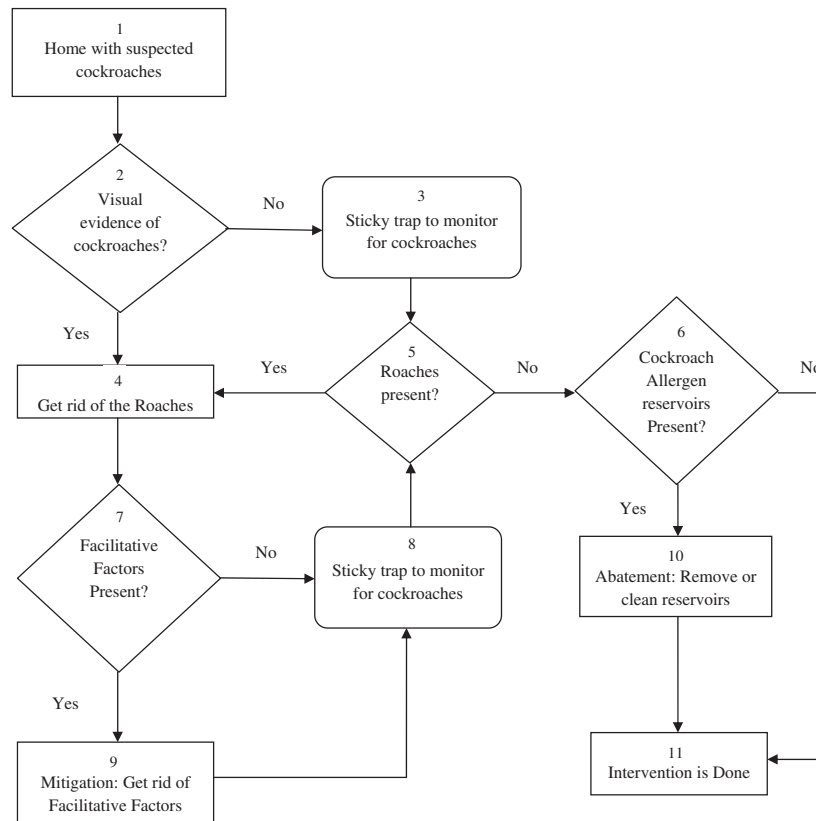 1
Home with suspected
cockroaches
2
Visual
evidence of
cockroaches?
No
3
Sticky trap to monitor
for cockroaches
Yes
4
Get rid of the Roaches
Yes
5
Roaches
present?
No
6
Cockroach
Allergen
reservoirs
Present?
No
7
Facilitative
Factors
Present?
No
8
Sticky trap to monitor
for cockroaches
Yes
10
Abatement: Remove or
clean reservoirs
Yes
9
Mitigation: Get rid of
Facilitative Factors
11
Intervention is Done